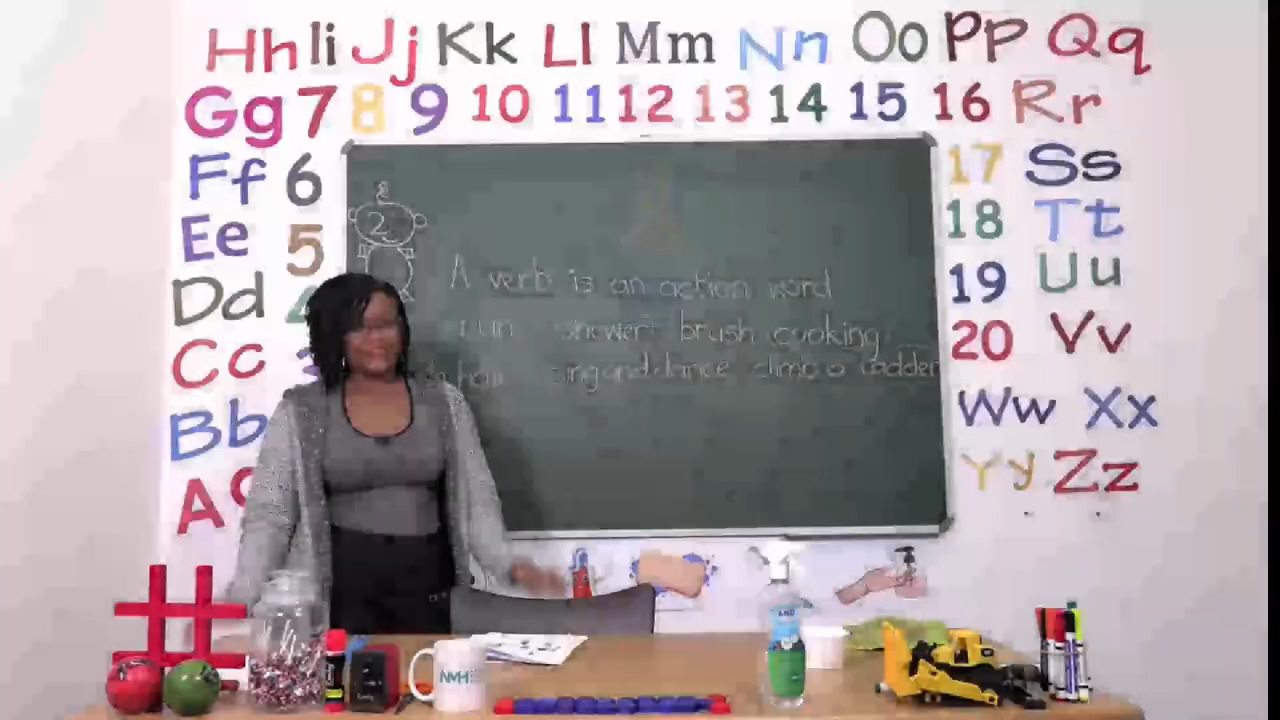 Hh Ii Jj Kk Ll Mm Nn Oo Pp Qq
Gg 7 8 9 10 11 12 13 14 15 16 Rr
Ff 6 17 Ss
2
Ee 5 18 Tt
A verb is an action word
Dd 19 Uu
run shower brush cooking
Cc 20 Vv
hair sing and dance climb a ladder
Bb Ww Xx
A Yy Zz
NMH